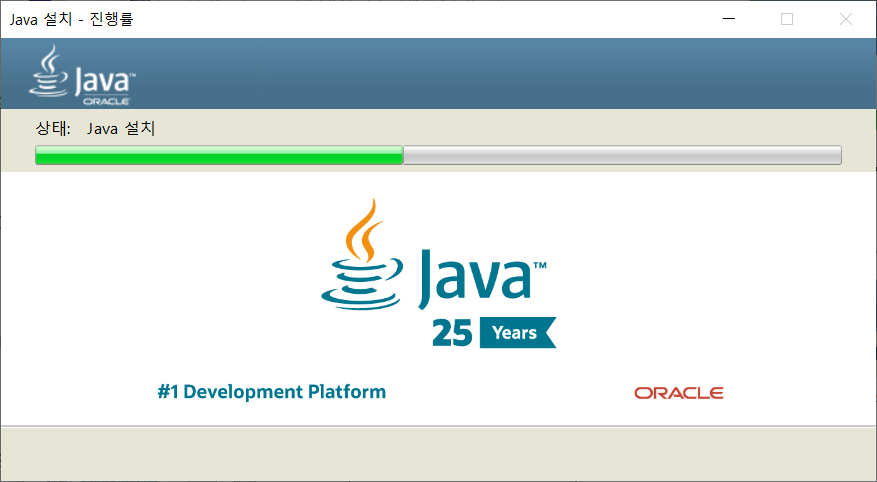 Java 설치 - 진행률
Java™
ORACLE
상태: Java 설치
Java™
25 Years
#1 Development Platform
ORACLE